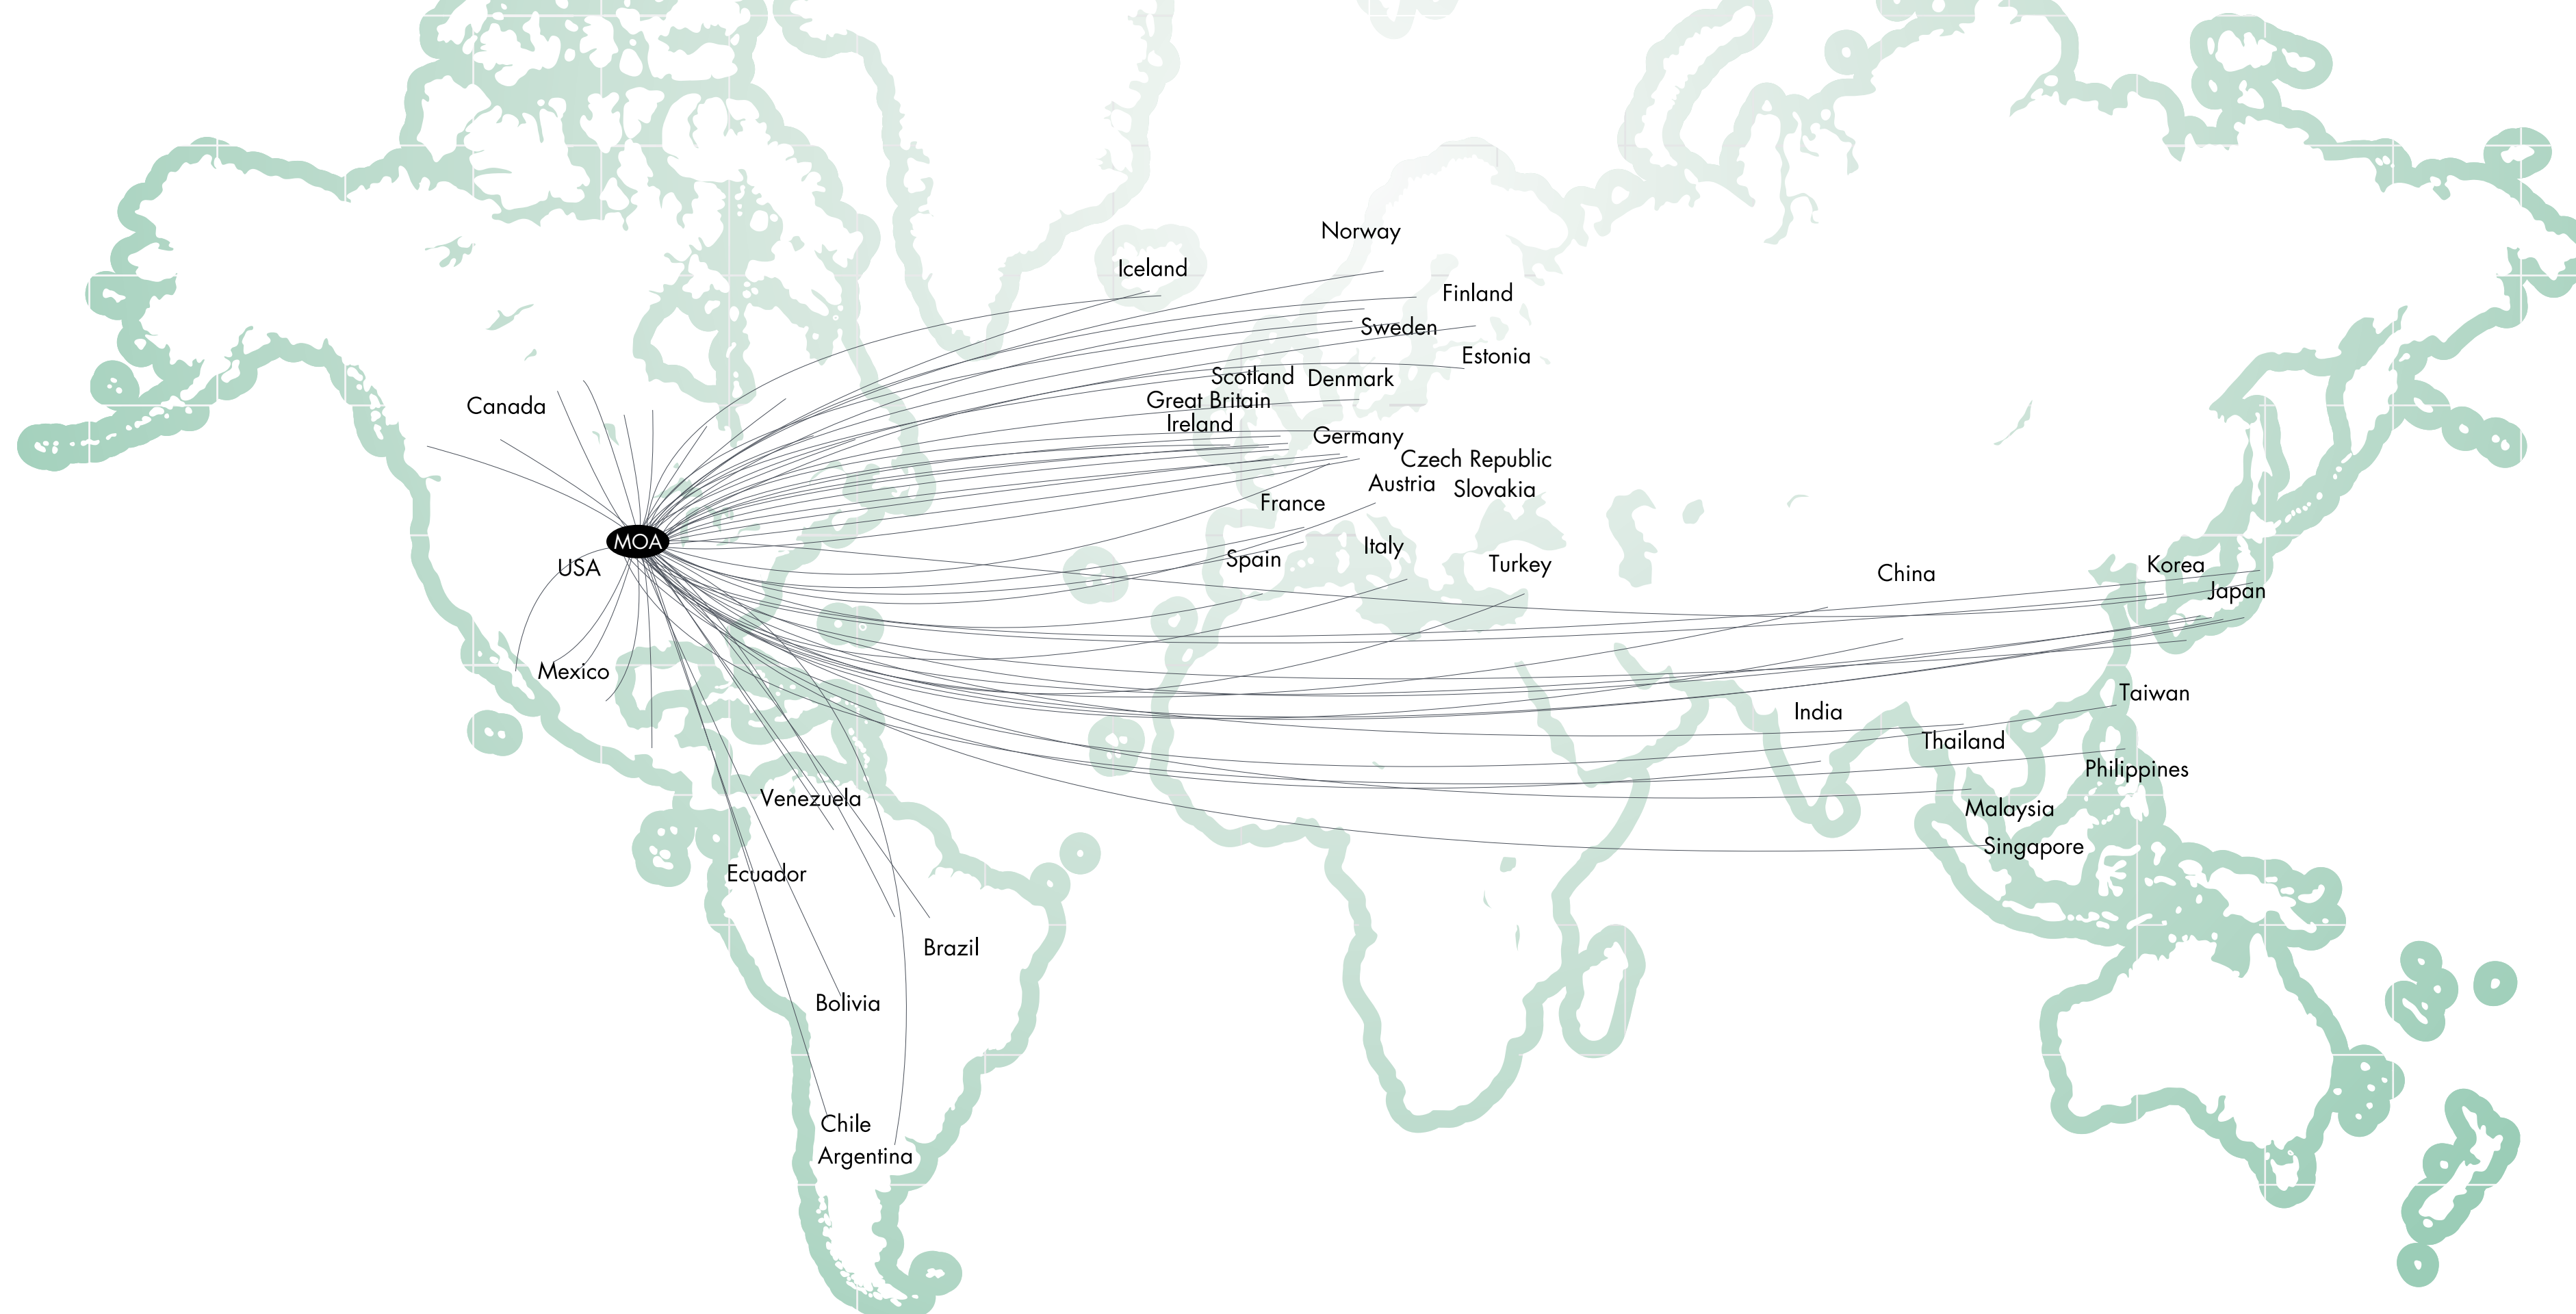 Norway
Iceland
Finland
Sweden
Estonia
Scotland
Denmark
Great Britain
Canada
Ireland
Germany
Czech Republic
Austria
Slovakia
France
MOA
Italy
Spain
Turkey
Korea
USA
China
Japan
Mexico
Taiwan
India
Thailand
Philippines
Venezuela
Malaysia
Singapore
Ecuador
Brazil
Bolivia
Chile
Argentina